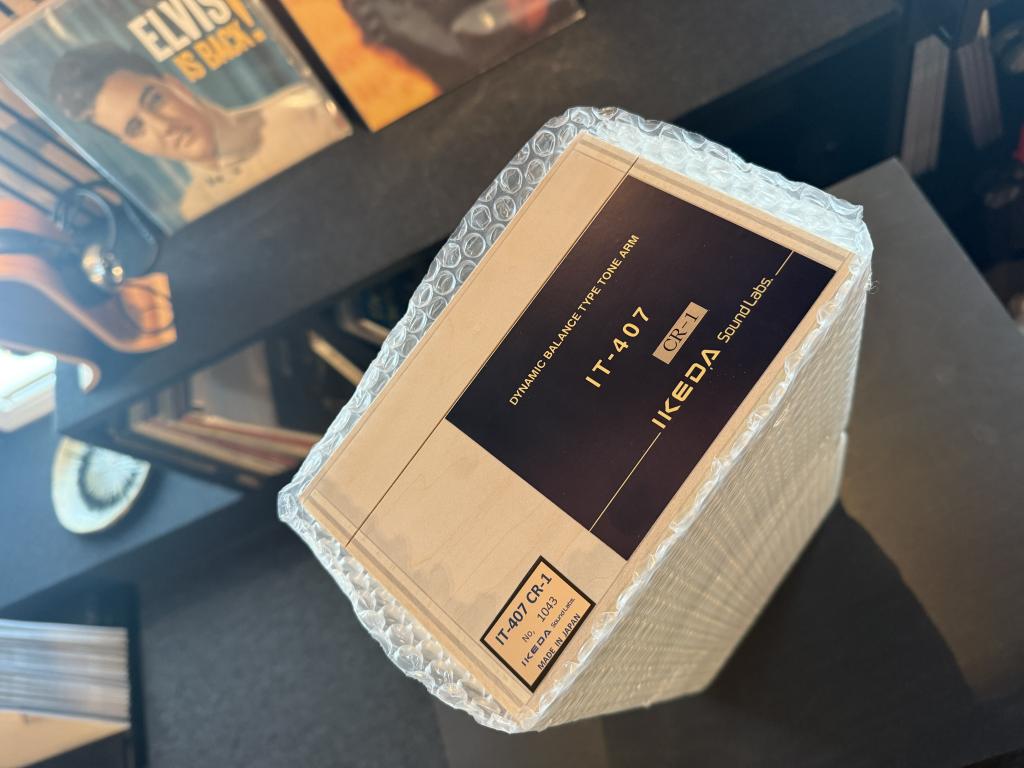 ELVIS
IS BACK!
DYNAMIC BALANCE TYPE TONE ARM
IT-407
CR-1
IKEDA Sound Labs.
IT-407 CR-1
No. 1043
IKEDA Sound Labs.
MADE IN JAPAN